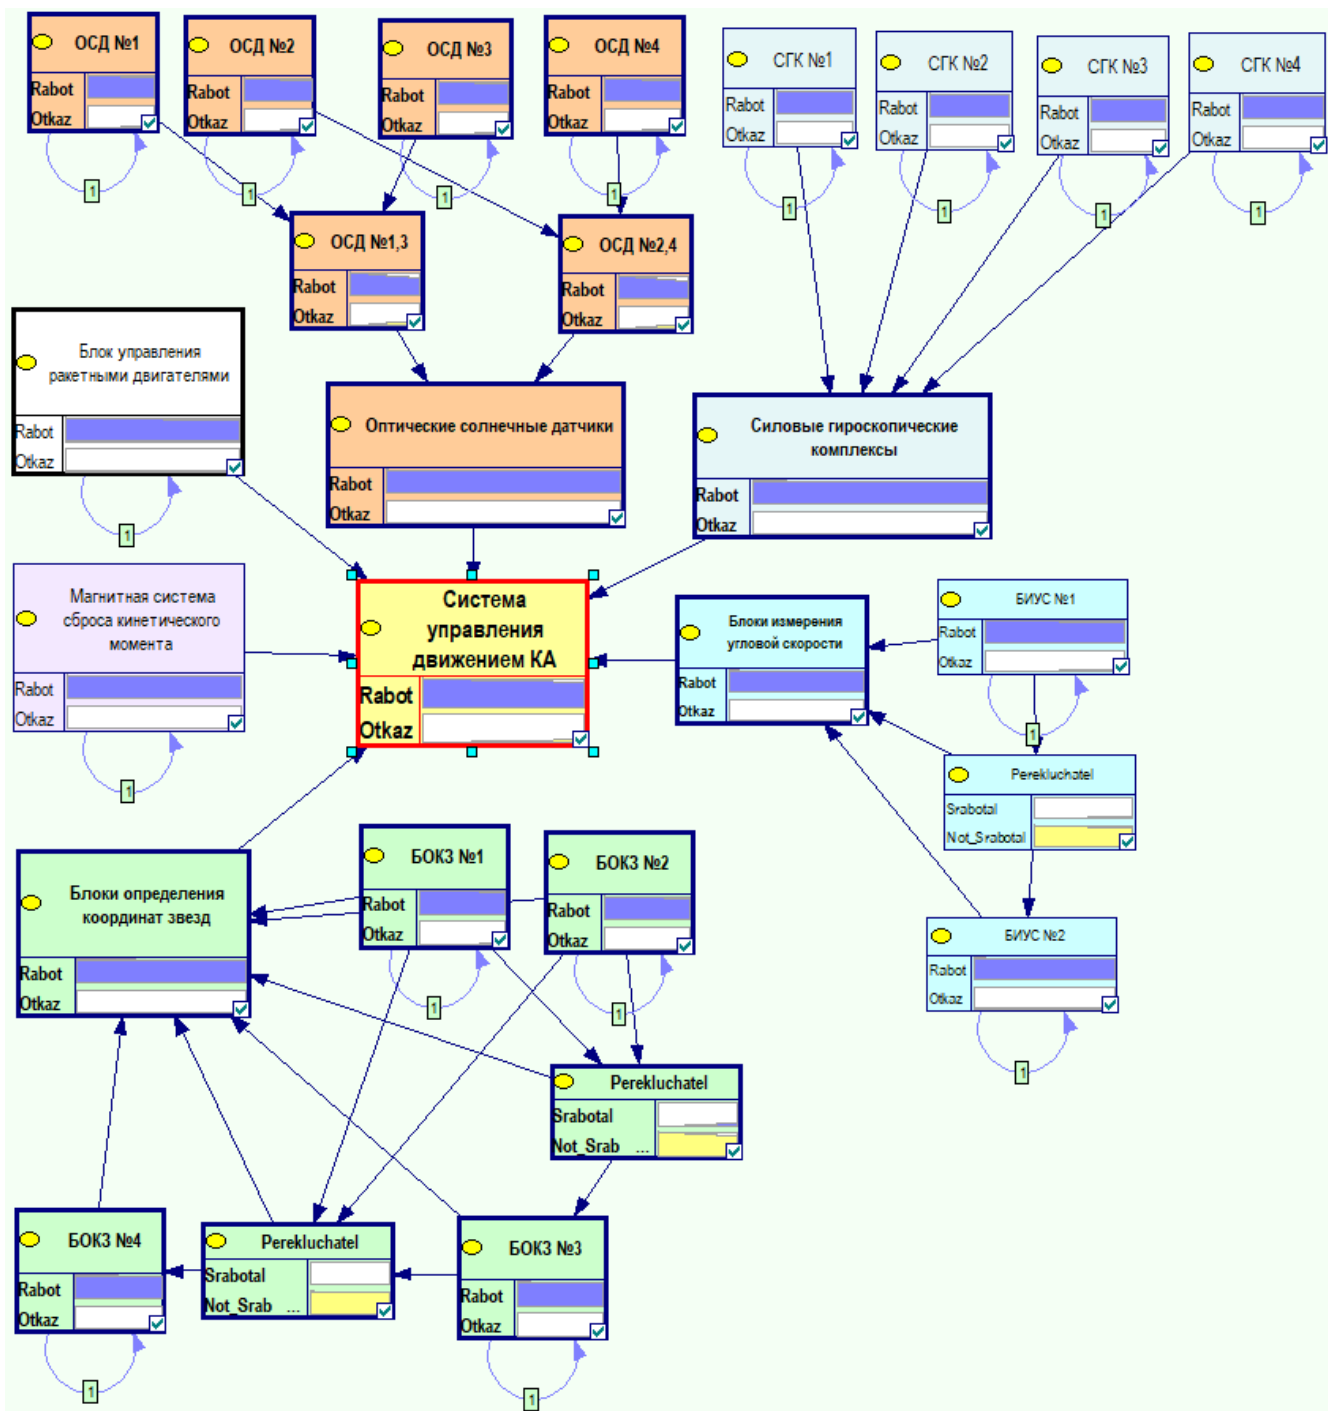 ОСД №1
Rabot
Otkaz
1
ОСД №2
Rabot
Otkaz
1
ОСД №3
Rabot
Otkaz
1
ОСД №4
Rabot
Otkaz
1
СГК №1
Rabot
Otkaz
1
СГК №2
Rabot
Otkaz
1
СГК №3
Rabot
Otkaz
1
СГК №4
Rabot
Otkaz
1
ОСД №1,3
Rabot
Otkaz
ОСД №2,4
Rabot
Otkaz
Блок управления
ракетными двигателями
Rabot
Otkaz
1
Оптические солнечные датчики
Rabot
Otkaz
Силовые гироскопические
комплексы
Rabot
Otkaz
Магнитная система
сброса кинетического
момента
Rabot
Otkaz
1
Система
управления
движением КА
Rabot
Otkaz
Блоки измерения
угловой скорости
Rabot
Otkaz
БИУС №1
Rabot
Otkaz
1
Perekluchatel
Srabotal
Not_Srabotal
БИУС №2
Rabot
Otkaz
1
Блоки определения
координат звезд
Rabot
Otkaz
БОКЗ №1
Rabot
Otkaz
1
БОКЗ №2
Rabot
Otkaz
1
Perekluchatel
Srabotal
Not_Srab ...
БОКЗ №4
Rabot
Otkaz
1
Perekluchatel
Srabotal
Not_Srab ...
БОКЗ №3
Rabot
Otkaz
1